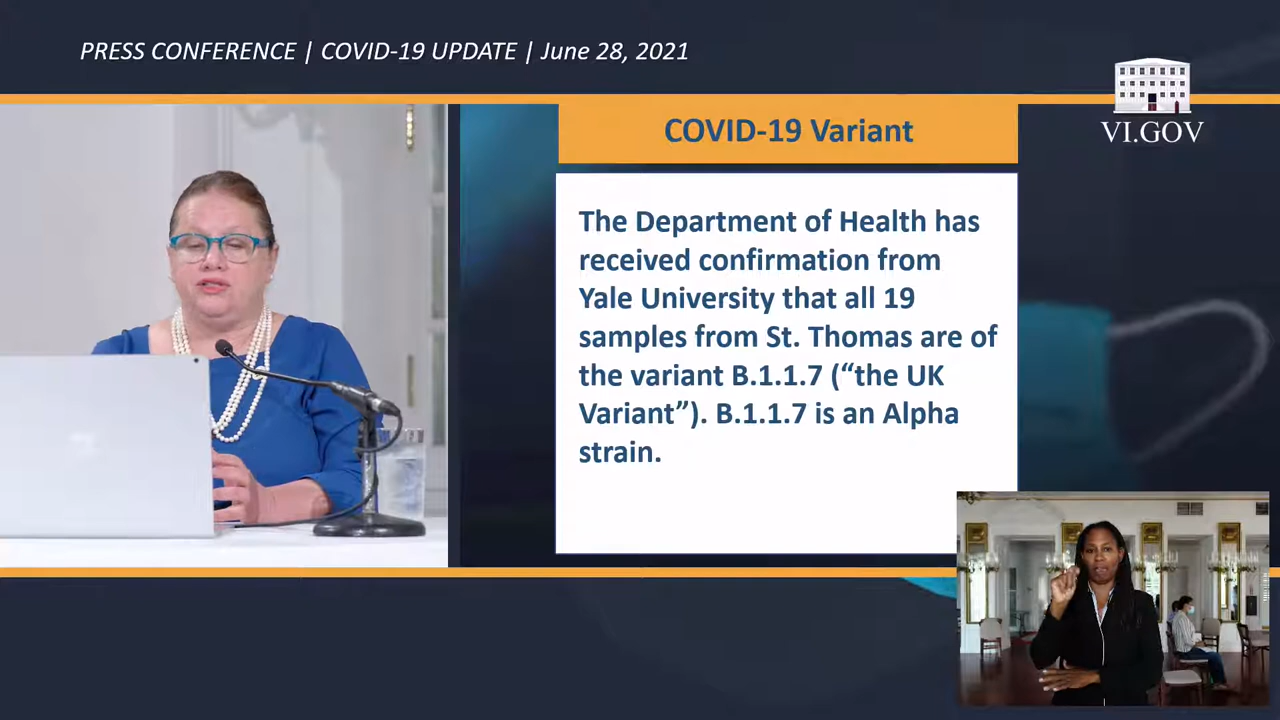 PRESS CONFERENCE | COVID-19 UPDATE | June 28, 2021
VI.GOV
COVID-19 Variant
The Department of Health has
received confirmation from
Yale University that all 19
samples from St. Thomas are of
the variant B.1.1.7 (“the UK
Variant”). B.1.1.7 is an Alpha
strain.